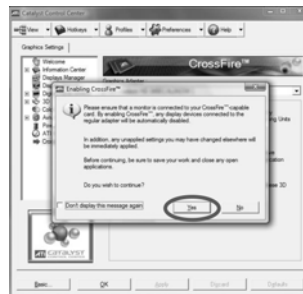 Catalyst Control Center
View
Hotkeys
Profiles
Preferences
Help
Graphics Settings
Welcome
Information Center
Displays Manager
CrossFire™
Graphics Adapter
Enabling CrossFire™
Please ensure that a monitor is connected to your CrossFire™-capable
card. By enabling CrossFire™, any display devices connected to the
regular adapter will be automatically disabled.
In addition, any unapplied settings you may have changed elsewhere will
be immediately applied.
Before continuing, be sure to save your work and close any open
applications.
Do you wish to continue?
Don't display this message again
Yes
No
ATI CATALYST
Basic...
OK
Apply
Discard
Defaults